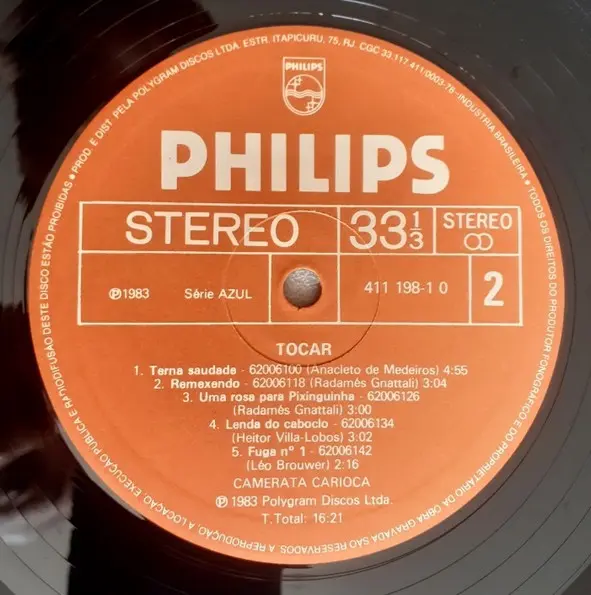 PROD. E DIST. PELA POLYGRAM DISCOS LTDA. ESTR. ITAPICURU, 75, RJ. CGC 33.117.411/0003-76 - INDUSTRIA BRASILEIRA • TODOS OS DIREITOS DO PRODUTOR FONOGRÁFICO E DO PROPRIETÁRIO DA OBRA GRAVADA SÃO RESERVADOS. A REPRODUÇÃO, A LOCAÇÃO, EXECUÇÃO PÚBLICA E RADIODIFUSÃO DESTE DISCO ESTÃO PROIBIDAS •
PHILIPS
PHILIPS
STEREO 33 1/3 STEREO
℗1983 Série AZUL 411 198-1 0 2
TOCAR
1. Terna saudade - 62006100 (Anacleto de Medeiros) 4:55
2. Remexendo - 62006118 (Radamês Gnattali) 3:04
3. Uma rosa para Pixinguinha - 62006126
(Radamês Gnattali) 3:00
4. Lenda do caboclo - 62006134
(Heitor Villa-Lobos) 3:02
5. Fuga nº 1 - 62006142
(Léo Brouwer) 2:16
CAMERATA CARIOCA
℗ 1983 Polygram Discos Ltda.
T.Total: 16:21